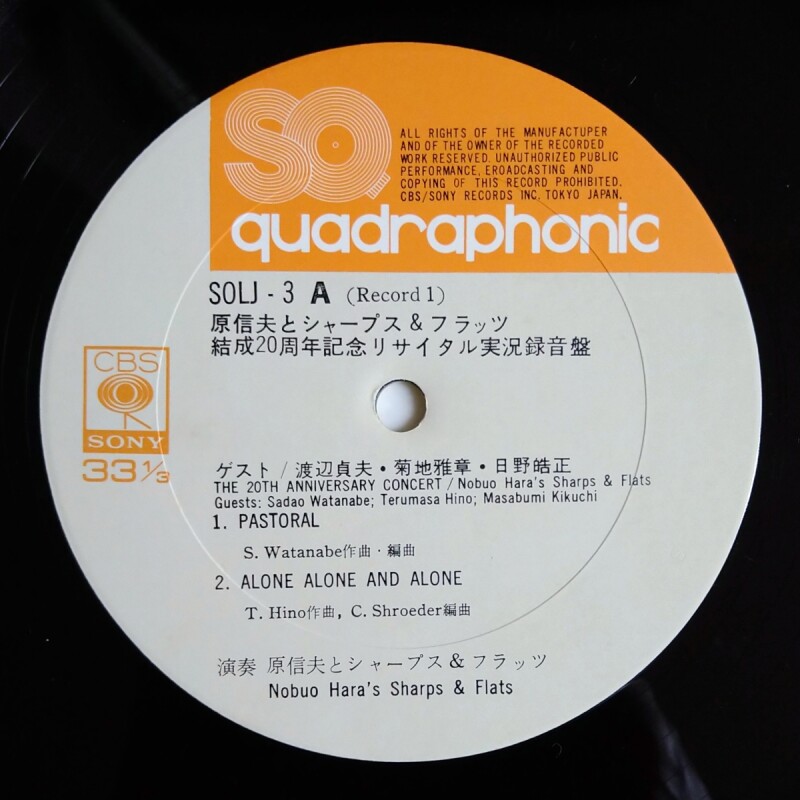 SQ
ALL RIGHTS OF THE MANUFACTUPER
AND OF THE OWNER OF THE RECORDED
WORK RESERVED. UNAUTHORIZED PUBLIC
PERFORMANCE, EROADCASTING AND
COPYING OF THIS RECORD PROHIBITED.
CBS/SONY RECORDS INC. TOKYO JAPAN,
quadraphonic
SOLJ - 3 A (Record 1)
原信夫とシャープス&フラッツ
結成20周年記念リサイタル実況録音盤
CBS
SONY
33 1/3
ゲスト / 渡辺貞夫・菊地雅章・日野皓正
THE 20TH ANNIVERSARY CONCERT / Nobuo Hara's Sharps & Flats
Guests: Sadao Watanabe; Terumasa Hino; Masabumi Kikuchi
1. PASTORAL
S. Watanabe作曲・編曲
2. ALONE ALONE AND ALONE
T. Hino作曲, C. Shroeder編曲
演奏 原信夫とシャープス&フラッツ
Nobuo Hara's Sharps & Flats